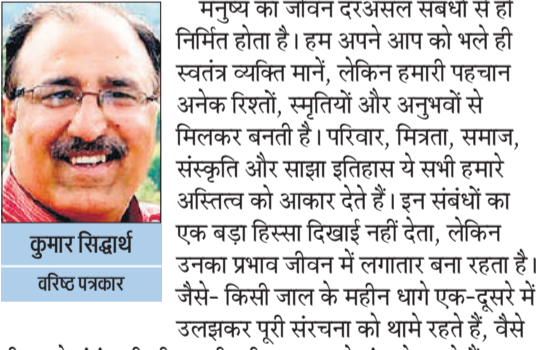 मनुष्य का जीवन दरअसल संबंधों से ही
निर्मित होता है। हम अपने आप को भले ही
स्वतंत्र व्यक्ति मानें, लेकिन हमारी पहचान
अनेक रिश्तों, स्मृतियों और अनुभवों से
मिलकर बनती है। परिवार, मित्रता, समाज,
संस्कृति और साझा इतिहास ये सभी हमारे
अस्तित्व को आकार देते हैं। इन संबंधों का
एक बड़ा हिस्सा दिखाई नहीं देता, लेकिन
उनका प्रभाव जीवन में लगातार बना रहता है।
जैसे- किसी जाल के महीन धागे एक-दूसरे में
उलझकर पूरी संरचना को थामे रहते हैं, वैसे
कुमार सिद्धार्थ
वरिष्ठ पत्रकार